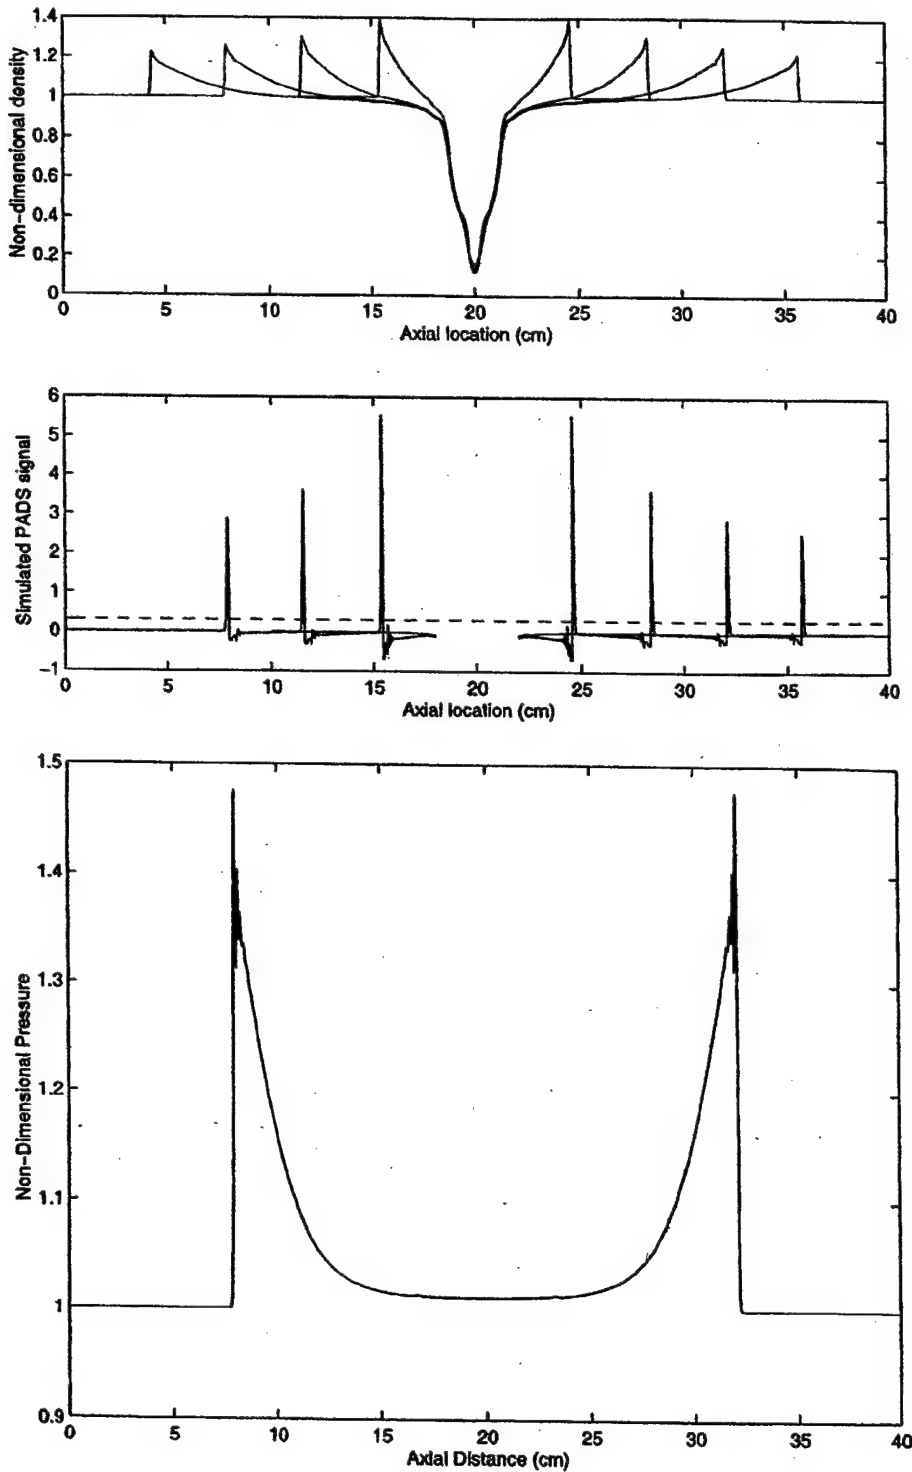 1.4
1.2
1
0.8
0.6
0.4
0.2
0
Non-dimensional density
0 5 10 15 20 25 30 35 40
Axial location (cm)
6
5
4
3
2
1
0
-1
Simulated PADS signal
0 5 10 15 20 25 30 35 40
Axial location (cm)
1.5
1.4
1.3
1.2
1.1
1
0.9
Non-Dimensional Pressure
0 5 10 15 20 25 30 35 40
Axial Distance (cm)